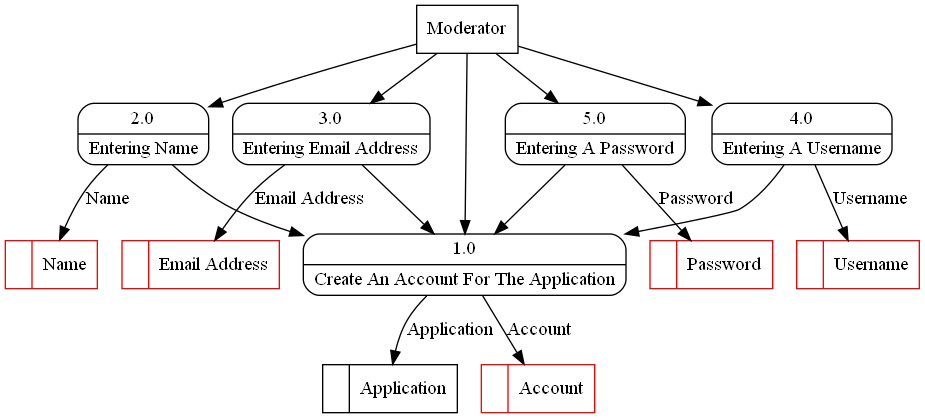 Moderator
2.0
Entering Name
3.0
Entering Email Address
5.0
Entering A Password
4.0
Entering A Username
Name
Email Address
Password
Username
Name
Email Address
1.0
Create An Account For The Application
Password
Username
Application
Account
Application
Account